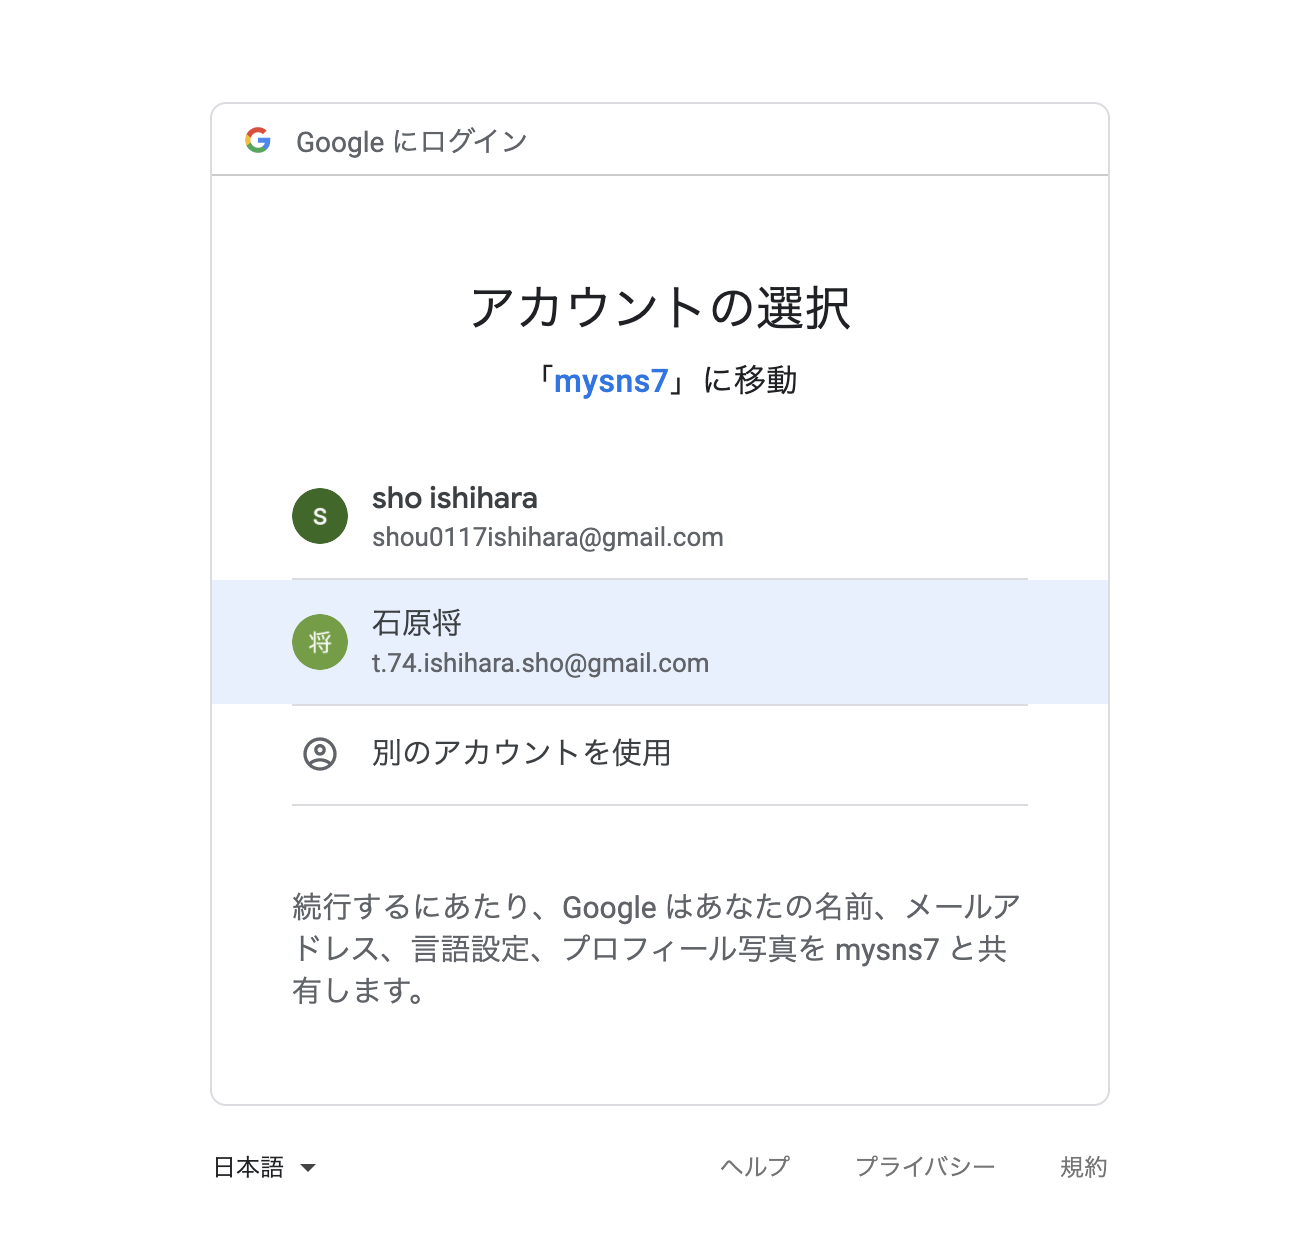 Google にログイン
アカウントの選択
「mysns7」に移動
s
sho ishihara
shou0117ishihara@gmail.com
将
石原将
t.74.ishihara.sho@gmail.com
別のアカウントを使用
続行するにあたり、Google はあなたの名前、メールア
ドレス、言語設定、プロフィール写真を mysns7 と共
有します。
日本語 ヘルプ プライバシー 規約